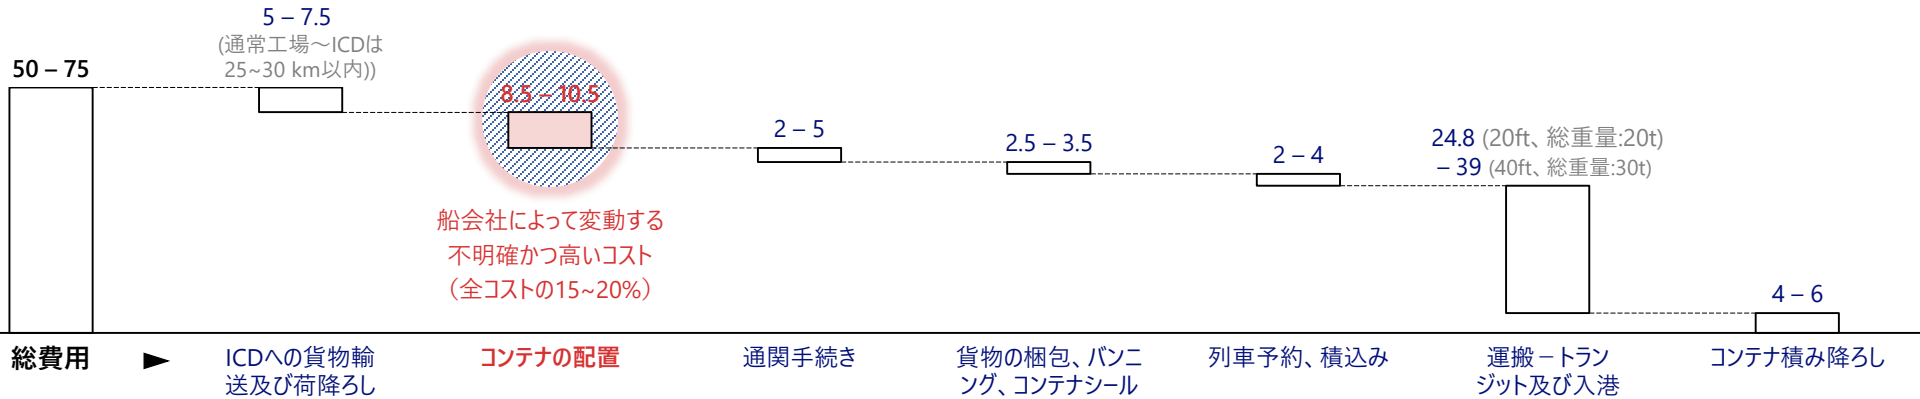 50 – 75
5 – 7.5
(通常工場～ICDは
25~30 km以内))
8.5 – 10.5
船会社によって変動する
不明確かつ高いコスト
（全コストの15~20%）
2 – 5
2.5 – 3.5
2 – 4
24.8 (20ft、総重量:20t)
– 39 (40ft、総重量:30t)
4 – 6
総費用
►
ICDへの貨物輸
送及び荷降ろし
コンテナの配置
通関手続き
貨物の梱包、バンニ
ング、コンテナシール
列車予約、積込み
運搬－トラン
ジット及び入港
コンテナ積み降ろし